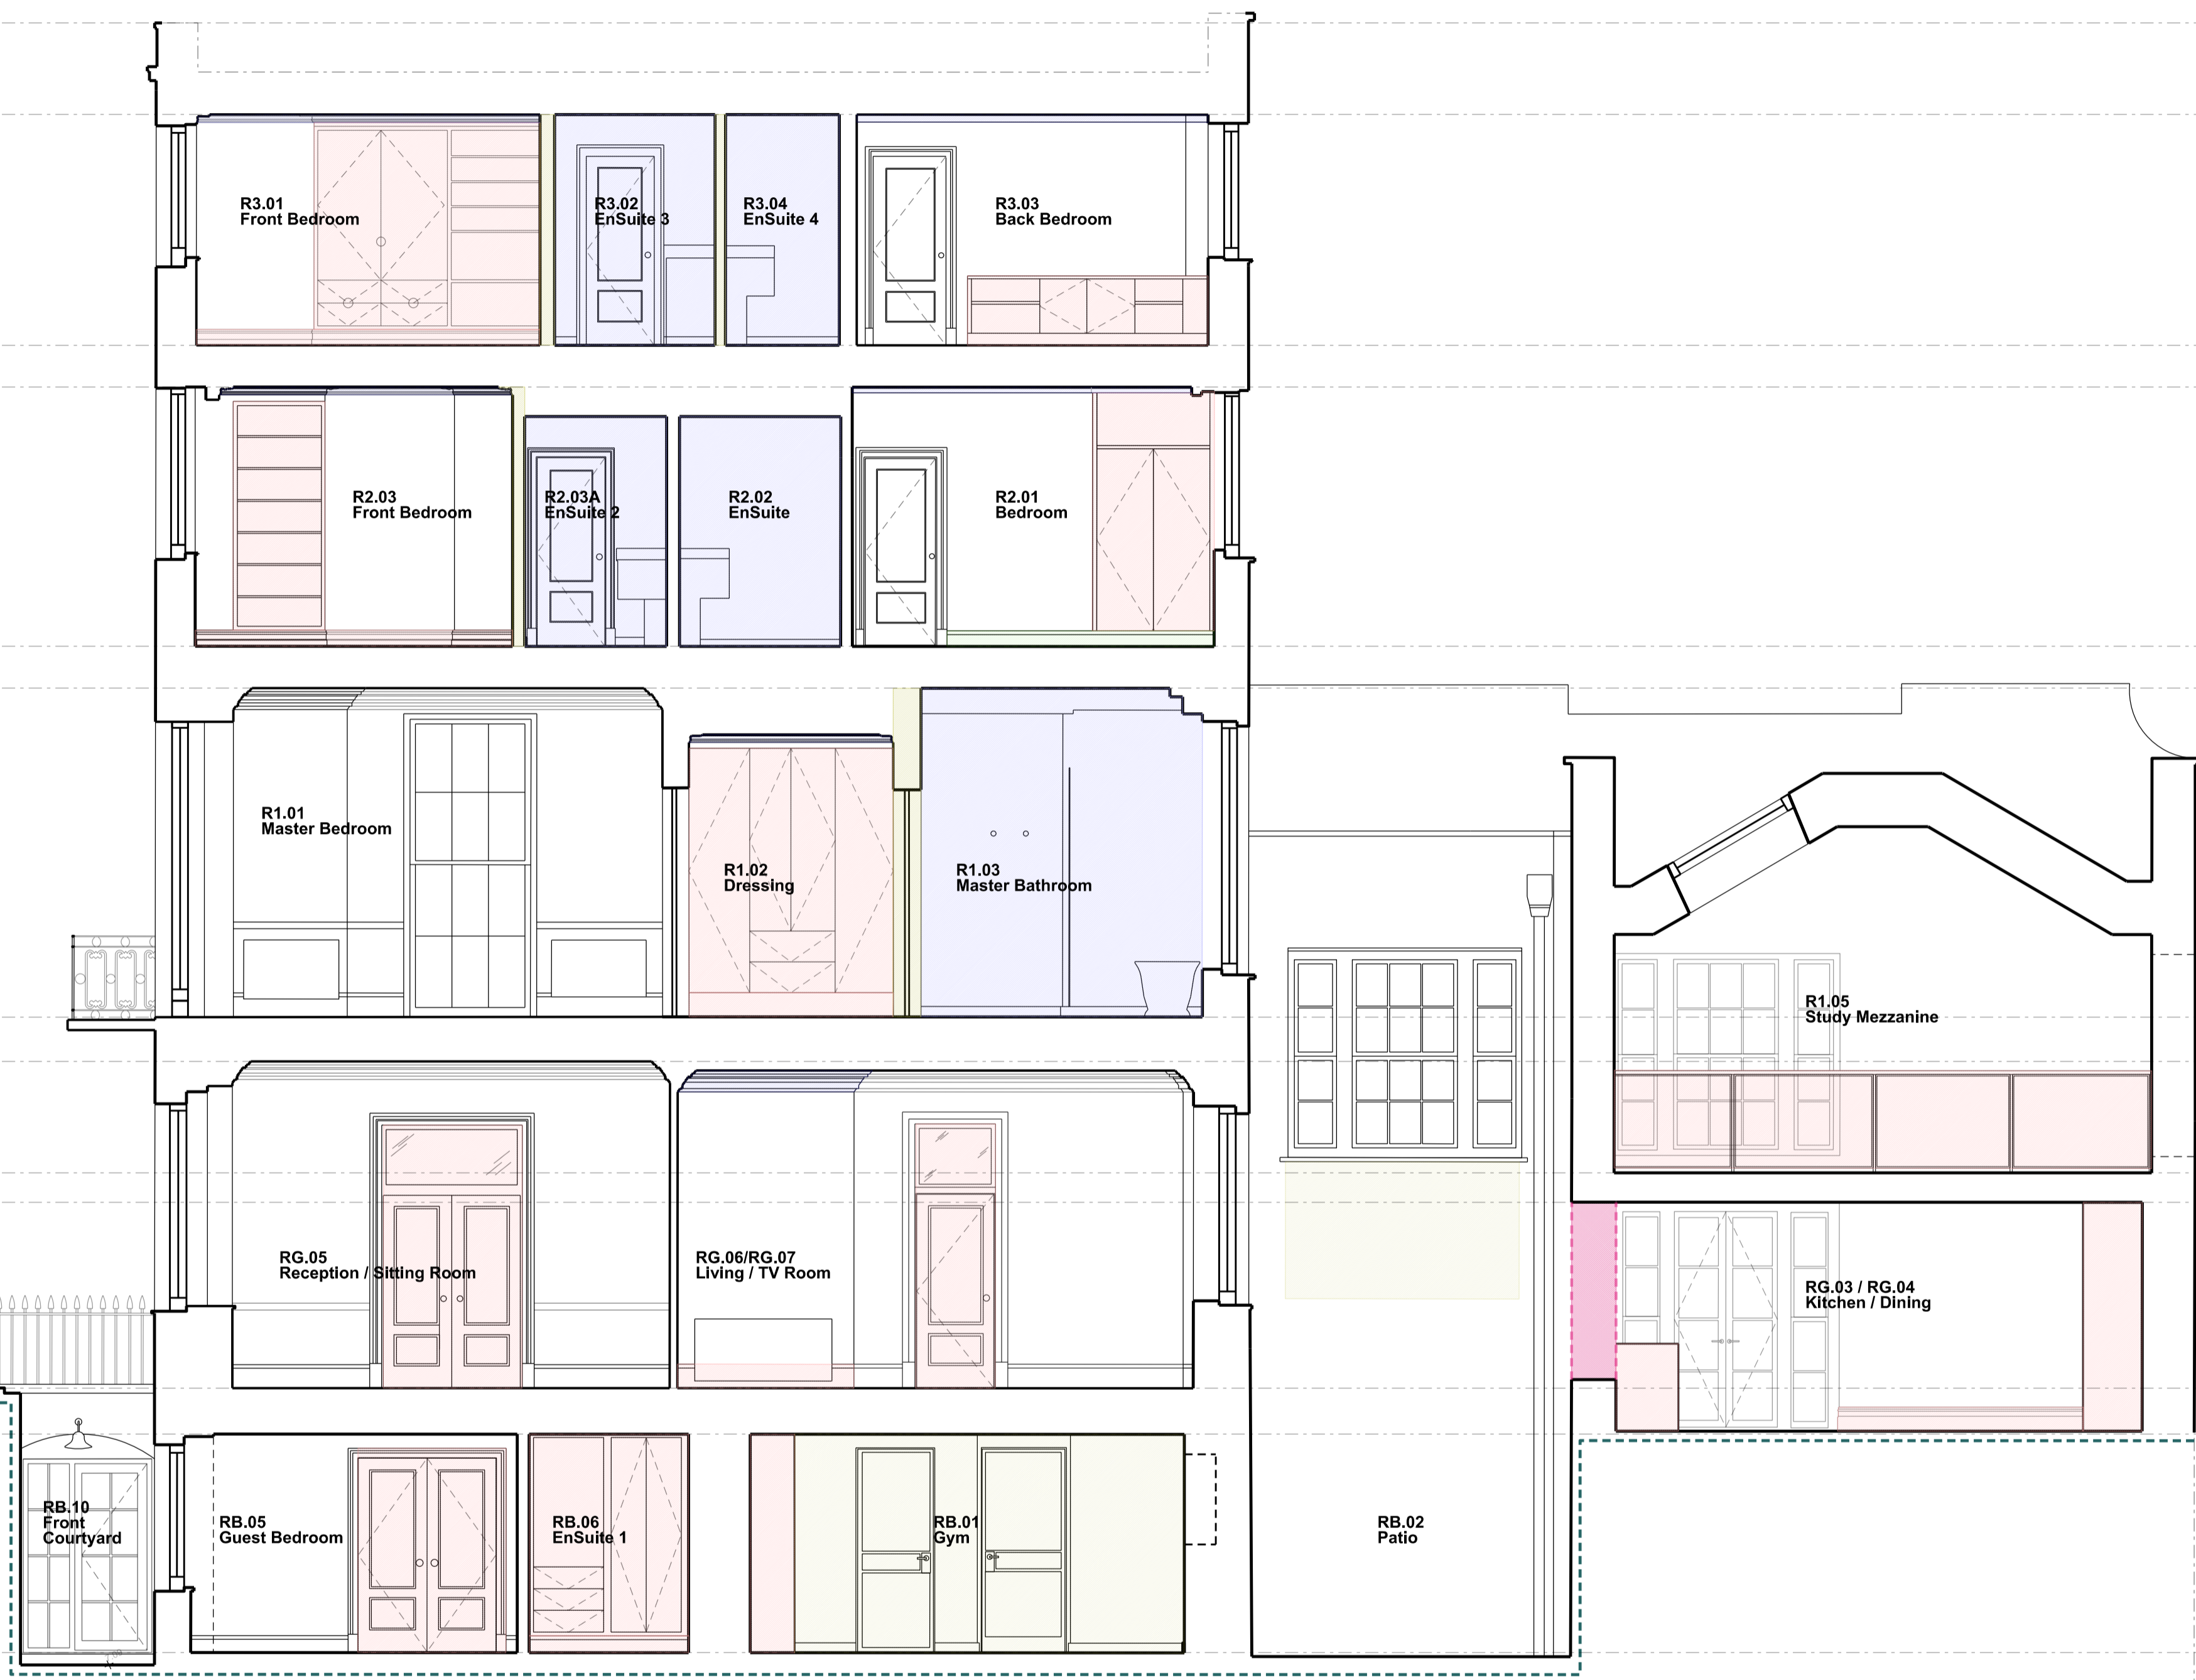 R3.01
Front Bedroom
R3.02
EnSuite 3
R3.04
EnSuite 4
R3.03
Back Bedroom
R2.03
Front Bedroom
R2.03A
EnSuite 2
R2.02
EnSuite
R2.01
Bedroom
R1.01
Master Bedroom
R1.02
Dressing
R1.03
Master Bathroom
R1.05
Study Mezzanine
RG.05
Reception / Sitting Room
RG.06/RG.07
Living / TV Room
RG.03 / RG.04
Kitchen / Dining
RB.10
Front
Courtyard
RB.05
Guest Bedroom
RB.06
EnSuite 1
RB.01
Gym
RB.02
Patio